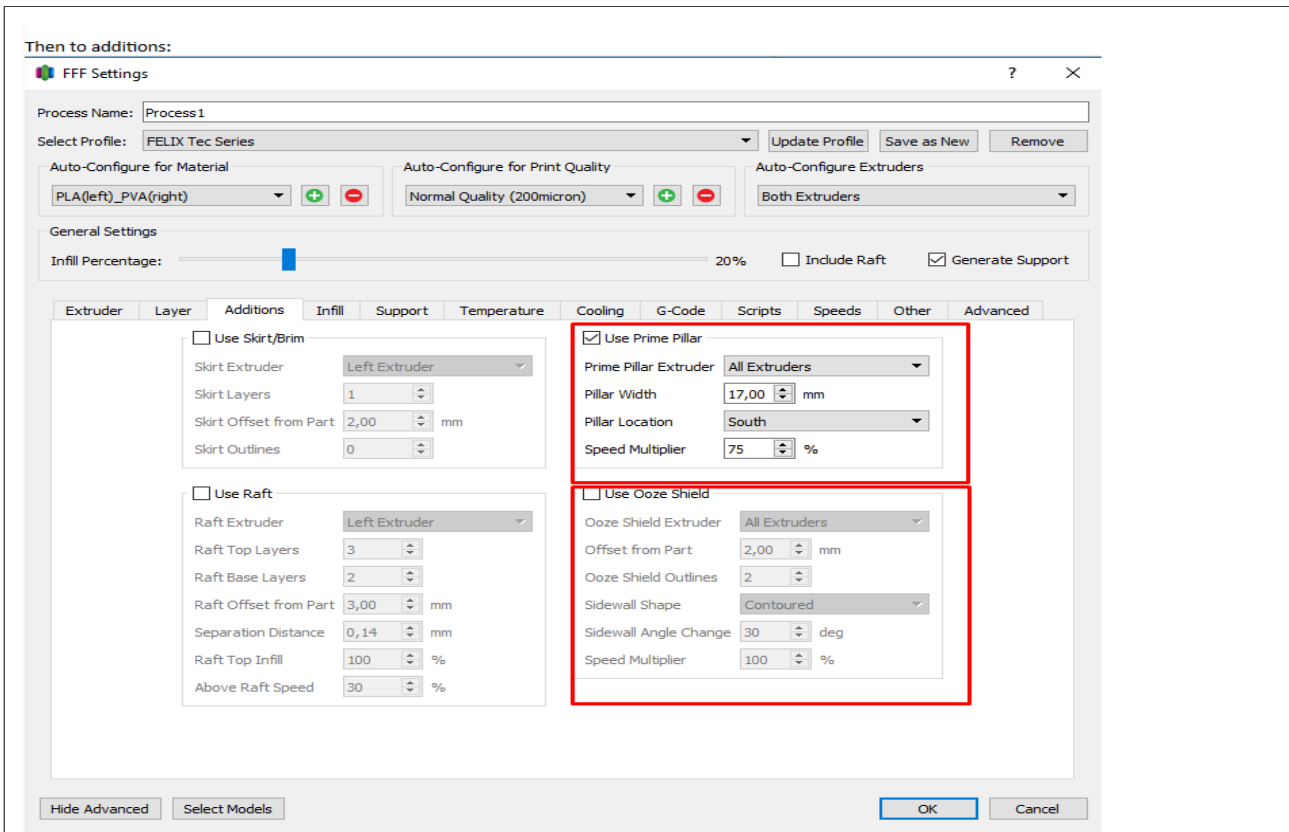 Then to additions:
FFF Settings ?
Process Name: Process1
Select Profile: FELIX Tec Series Update Profile Save as New Remove
Auto-Configure for Material Auto-Configure for Print Quality Auto-Configure Extruders
PLA(left)_PVA(right) Normal Quality (200micron) Both Extruders
General Settings
Infill Percentage: 20% Include Raft Generate Support
Extruder Layer Additions Infill Support Temperature Cooling G-Code Scripts Speeds Other Advanced
Use Skirt/Brim
Skirt Extruder Left Extruder
Skirt Layers 1
Skirt Offset from Part 2,00 mm
Skirt Outlines 0
Use Prime Pillar
Prime Pillar Extruder All Extruders
Pillar Width 17,00 mm
Pillar Location South
Speed Multiplier 75 %
Use Raft
Raft Extruder Left Extruder
Raft Top Layers 3
Raft Base Layers 2
Raft Offset from Part 3,00 mm
Separation Distance 0,14 mm
Raft Top Infill 100 %
Above Raft Speed 30 %
Use Ooze Shield
Ooze Shield Extruder All Extruders
Offset from Part 2,00 mm
Ooze Shield Outlines 2
Sidewall Shape Contoured
Sidewall Angle Change 30 deg
Speed Multiplier 100 %
Hide Advanced Select Models OK Cancel